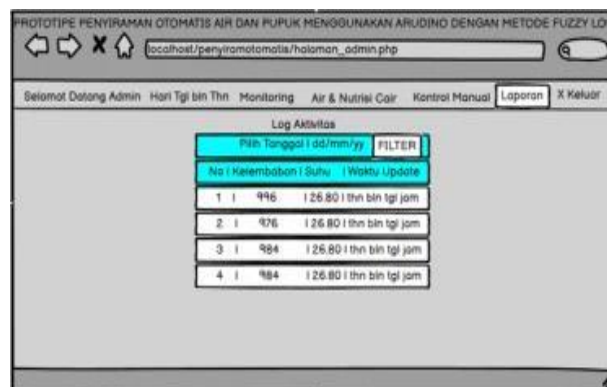 PROTOTIPE PENYIRAMAN OTOMATIS AIR DAN PUPUK MENGGUNAKAN ARUDINO DENGAN METODE FUZZY LO
localhost/penyiramotomatis/halaman_admin.php
Selamat Datang Admin Hari Tgl bln Thn Monitoring Air & Nutrisi Cair Kontrol Manual Laporan X Keluar
Log Aktivitas
Pilih Tanggal | dd/mm/yy FILTER
No | Kelembaban | Suhu | Waktu Update
1 | 996 | 26.80 | thn bln tgl jam
2 | 976 | 26.80 | thn bln tgl jam
3 | 984 | 26.80 | thn bln tgl jam
4 | 984 | 26.80 | thn bln tgl jam